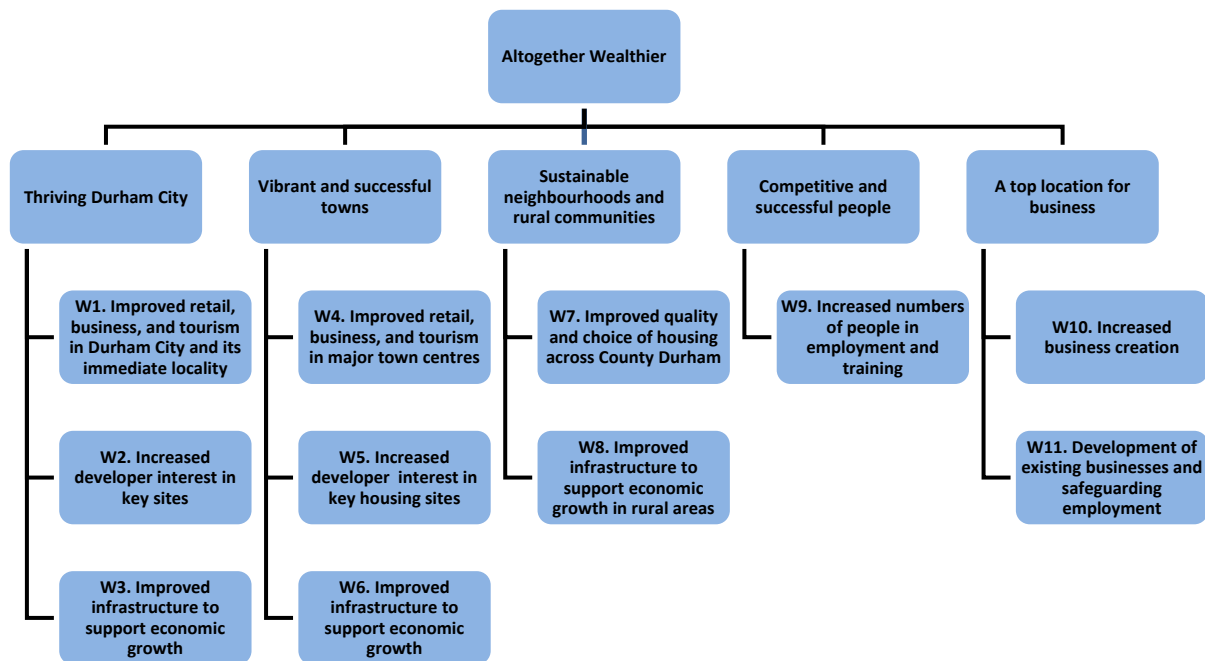 Altogether Wealthier
Thriving Durham City
Vibrant and successful
towns
Sustainable
neighbourhoods and
rural communities
Competitive and
successful people
A top location for
business
W1. Improved retail,
business, and tourism
in Durham City and its
immediate locality
W4. Improved retail,
business, and tourism
in major town centres
W7. Improved quality
and choice of housing
across County Durham
W9. Increased numbers
of people in
employment and
training
W10. Increased
business creation
W2. Increased
developer interest in
key sites
W5. Increased
developer  interest in
key housing sites
W8. Improved
infrastructure to
support economic
growth in rural areas
W11. Development of
existing businesses and
safeguarding
employment
W3. Improved
infrastructure to
support economic
growth
W6. Improved
infrastructure to
support economic
growth